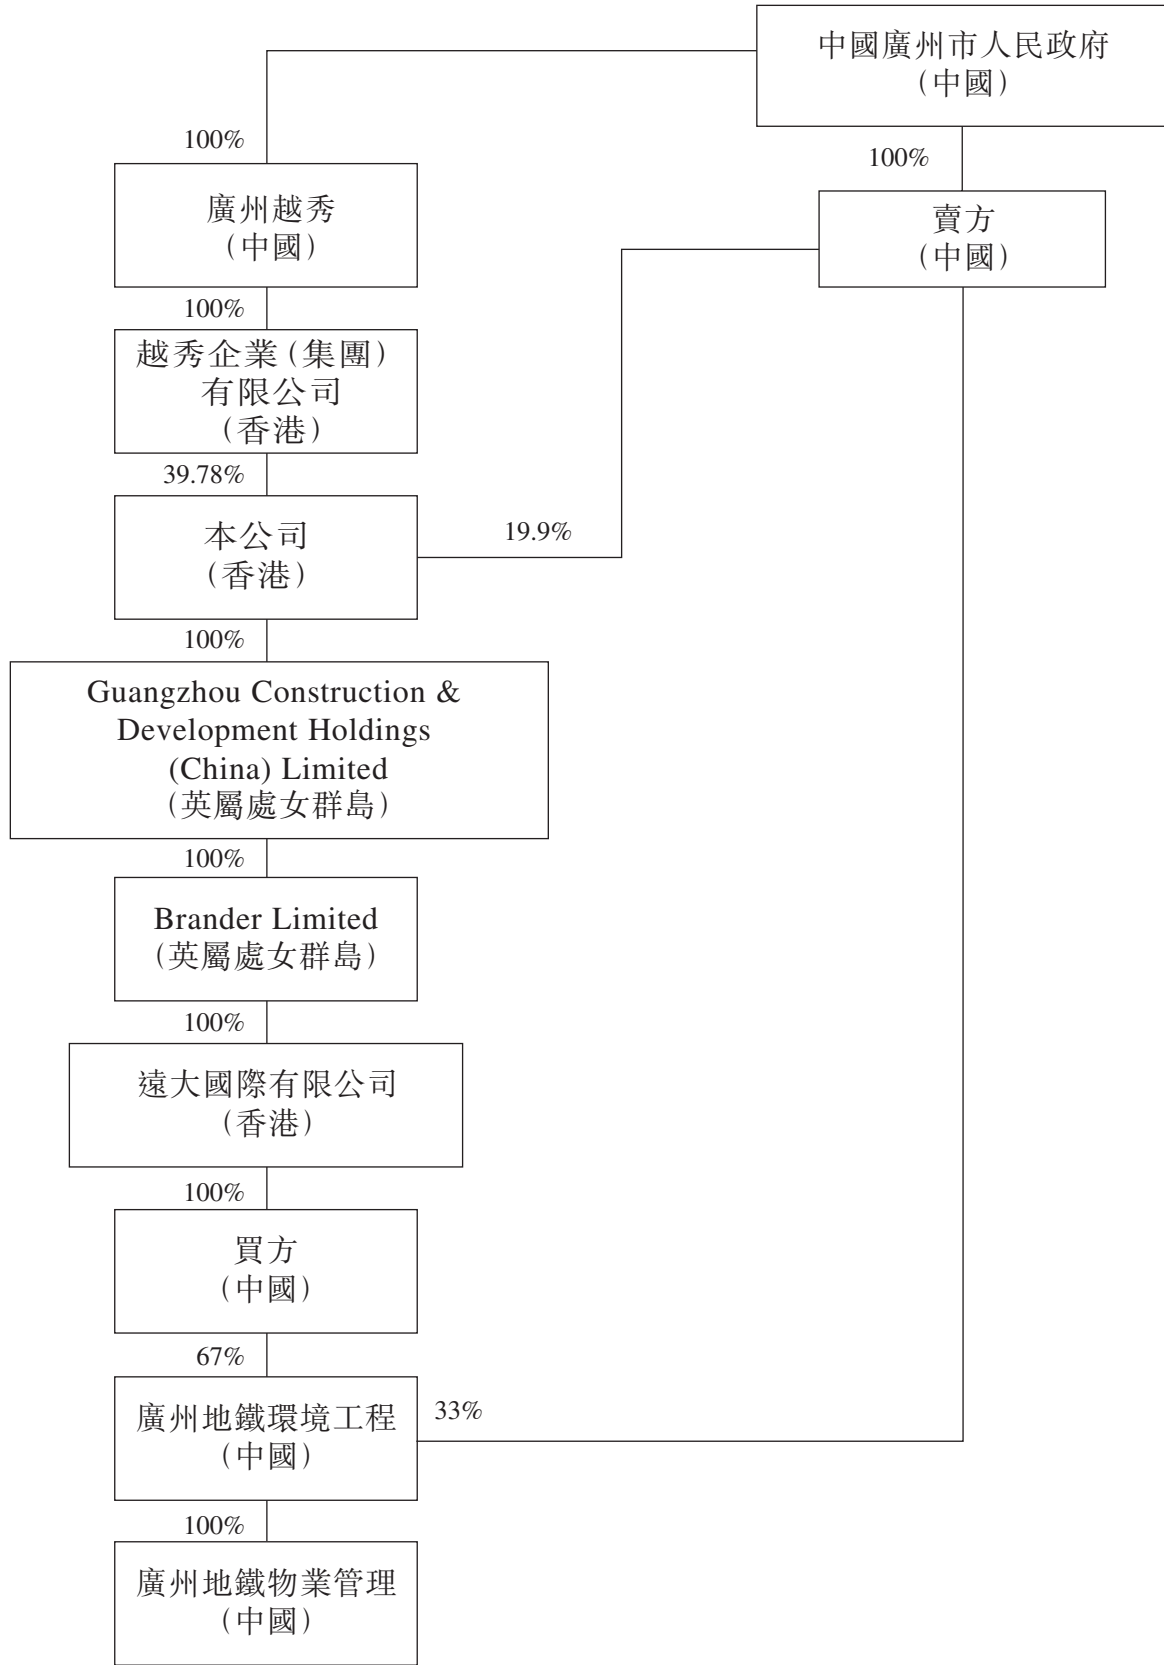 中國廣州市人民政府
（中國）
100%
100%
廣州越秀
（中國）
賣方
（中國）
100%
越秀企業（集團）
有限公司
（香港）
39.78%
本公司
（香港）
19.9%
100%
Guangzhou Construction &
Development Holdings
(China) Limited
（英屬處女群島）
100%
Brander Limited
（英屬處女群島）
100%
遠大國際有限公司
（香港）
100%
買方
（中國）
67%
廣州地鐵環境工程
（中國）
33%
100%
廣州地鐵物業管理
（中國）